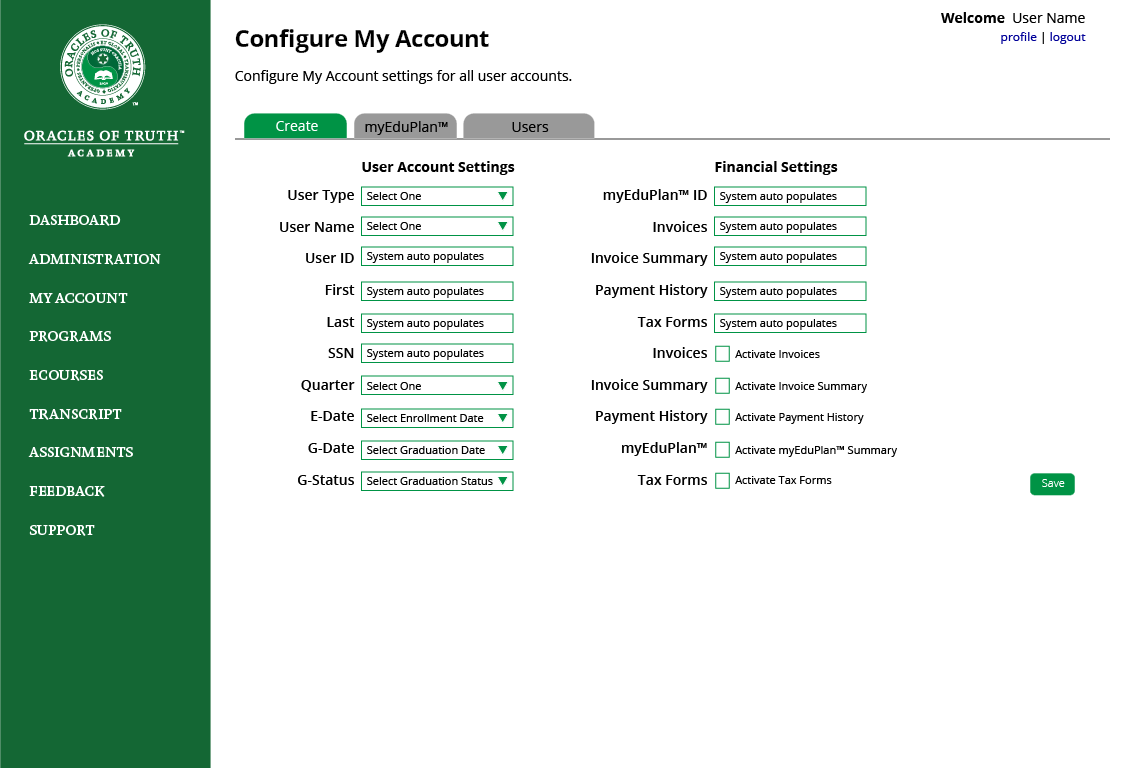 ORACLES OF TRUTH
ACADEMY
ORACLES OF TRUTH™
ACADEMY
DASHBOARD
ADMINISTRATION
MY ACCOUNT
PROGRAMS
ECOURSES
TRANSCRIPT
ASSIGNMENTS
FEEDBACK
SUPPORT
Welcome User Name
profile | logout
Configure My Account
Configure My Account settings for all user accounts.
Create myEduPlan™ Users
User Account Settings
User Type Select One
User Name Select One
User ID System auto populates
First System auto populates
Last System auto populates
SSN System auto populates
Quarter Select One
E-Date Select Enrollment Date
G-Date Select Graduation Date
G-Status Select Graduation Status
Financial Settings
myEduPlan™ ID System auto populates
Invoices System auto populates
Invoice Summary System auto populates
Payment History System auto populates
Tax Forms System auto populates
Invoices Activate Invoices
Invoice Summary Activate Invoice Summary
Payment History Activate Payment History
myEduPlan™ Activate myEduPlan™ Summary
Tax Forms Activate Tax Forms
Save